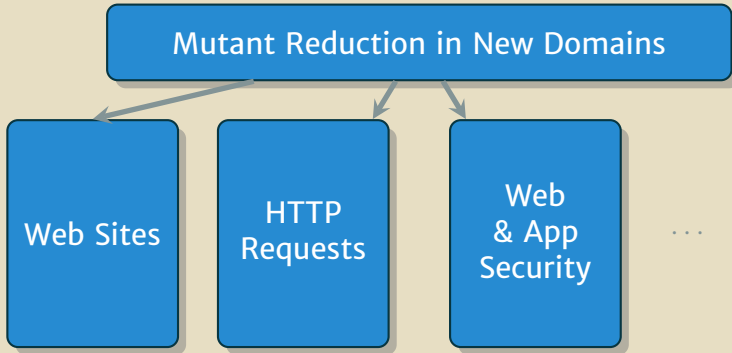 Mutant Reduction in New Domains
Web Sites
HTTP
Requests
Web
& App
Security
...